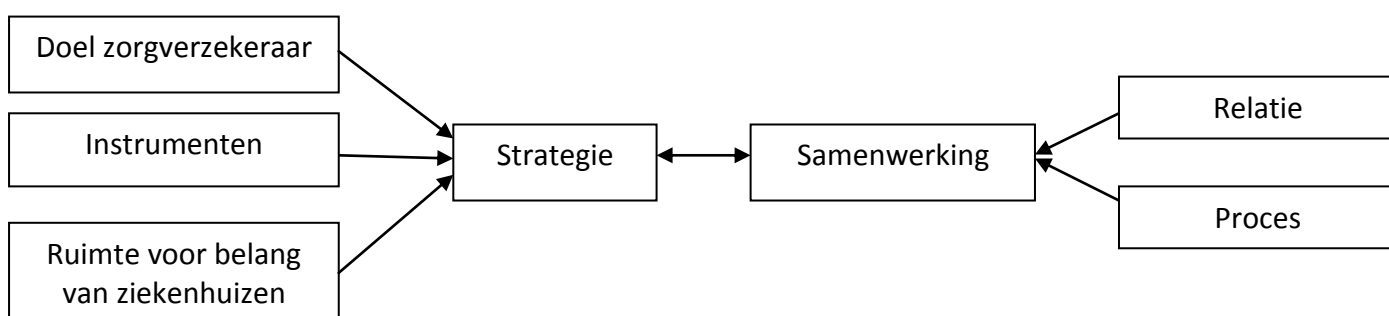 Doel zorgverzekeraar
Instrumenten
Ruimte voor belang
van ziekenhuizen
Strategie
Samenwerking
Relatie
Proces